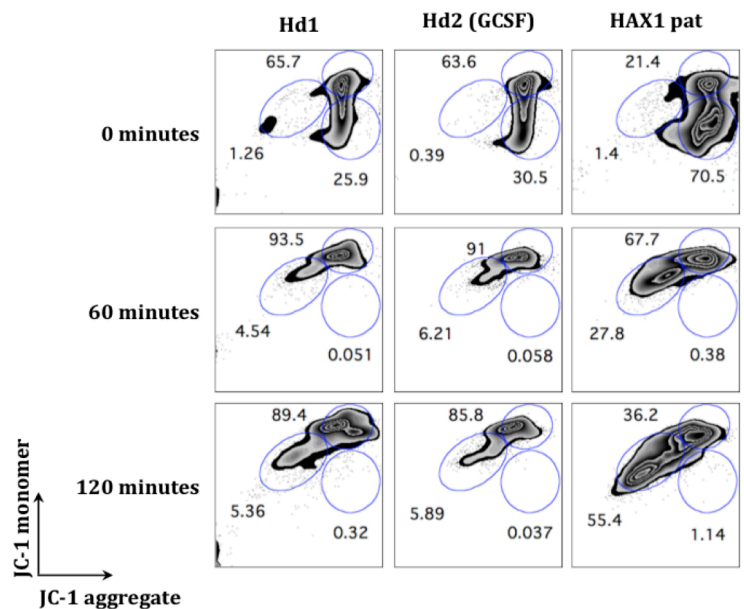 Hd1 Hd2 (GCSF) HAX1 pat
65.7 63.6 21.4
0 minutes
1.26 0.39 1.4
25.9 30.5 70.5
93.5 91 67.7
60 minutes
4.54 6.21 27.8
0.051 0.058 0.38
89.4 85.8 36.2
120 minutes
5.36 5.89 55.4
0.32 0.037 1.14
JC-1 monomer
JC-1 aggregate